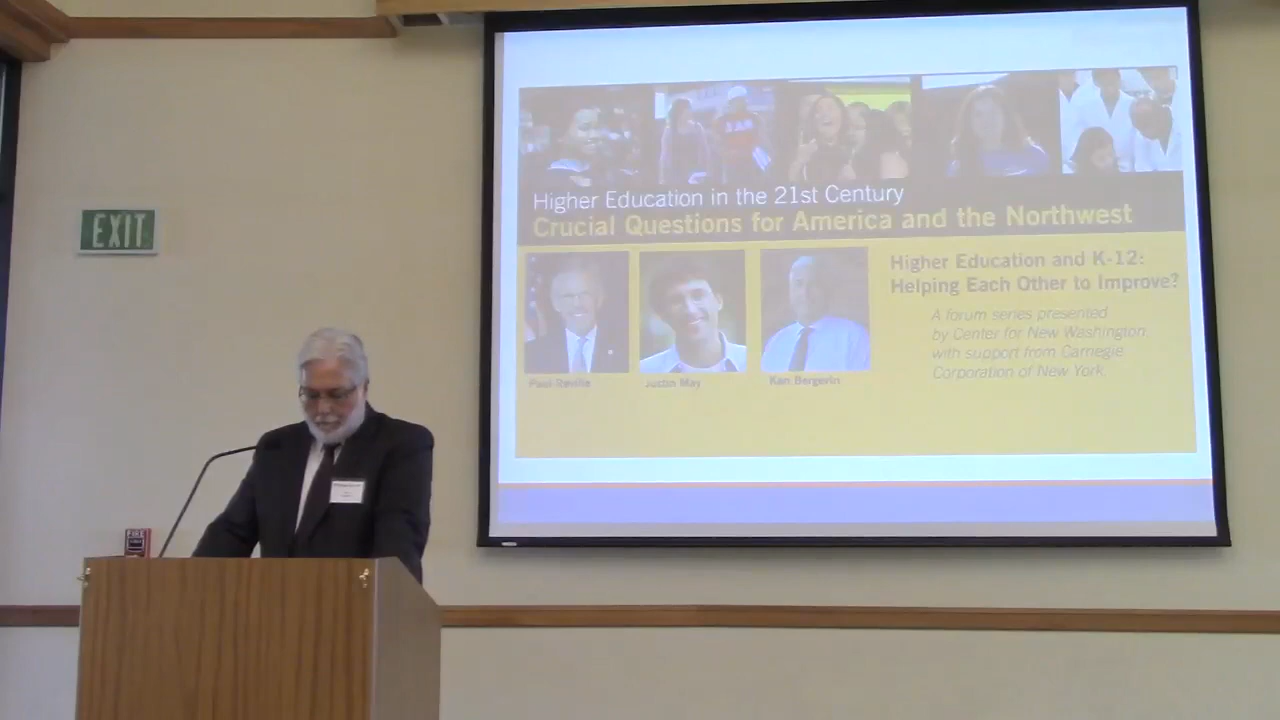 EXIT
Higher Education in the 21st Century
Crucial Questions for America and the Northwest
Higher Education and K-12:
Helping Each Other to Improve?
A forum series presented
by Center for New Washington,
with support from Carnegie
Corporation of New York.
Paul Reville
Justin May
Ken Bergeron
FIRE